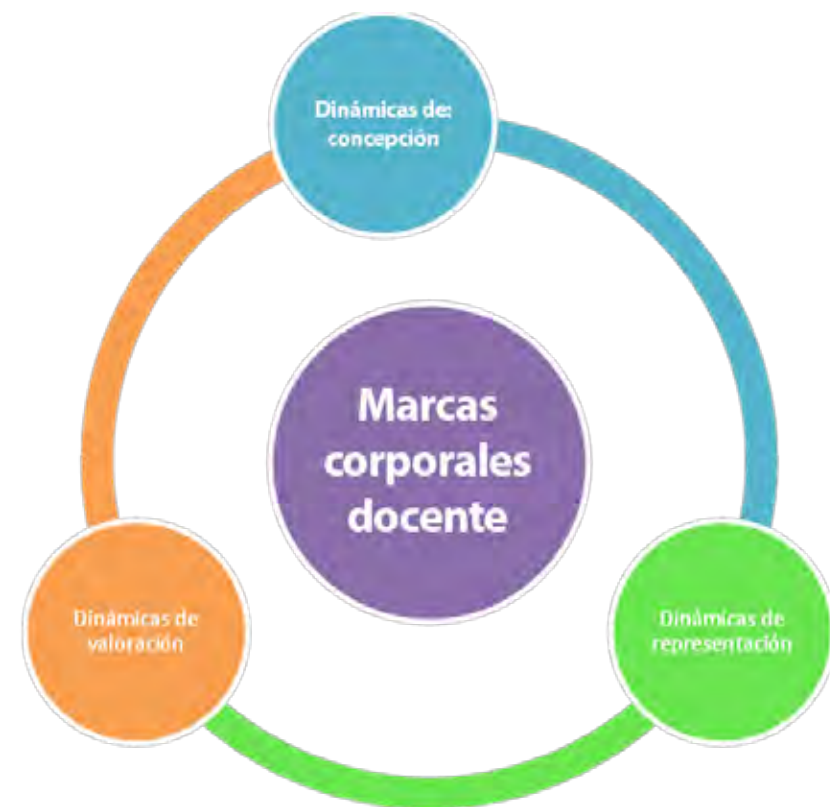 Dinámicas de:
concepción
Marcas
corporales
docente
Dinámicas de
valoración
Dinámicas de
representación